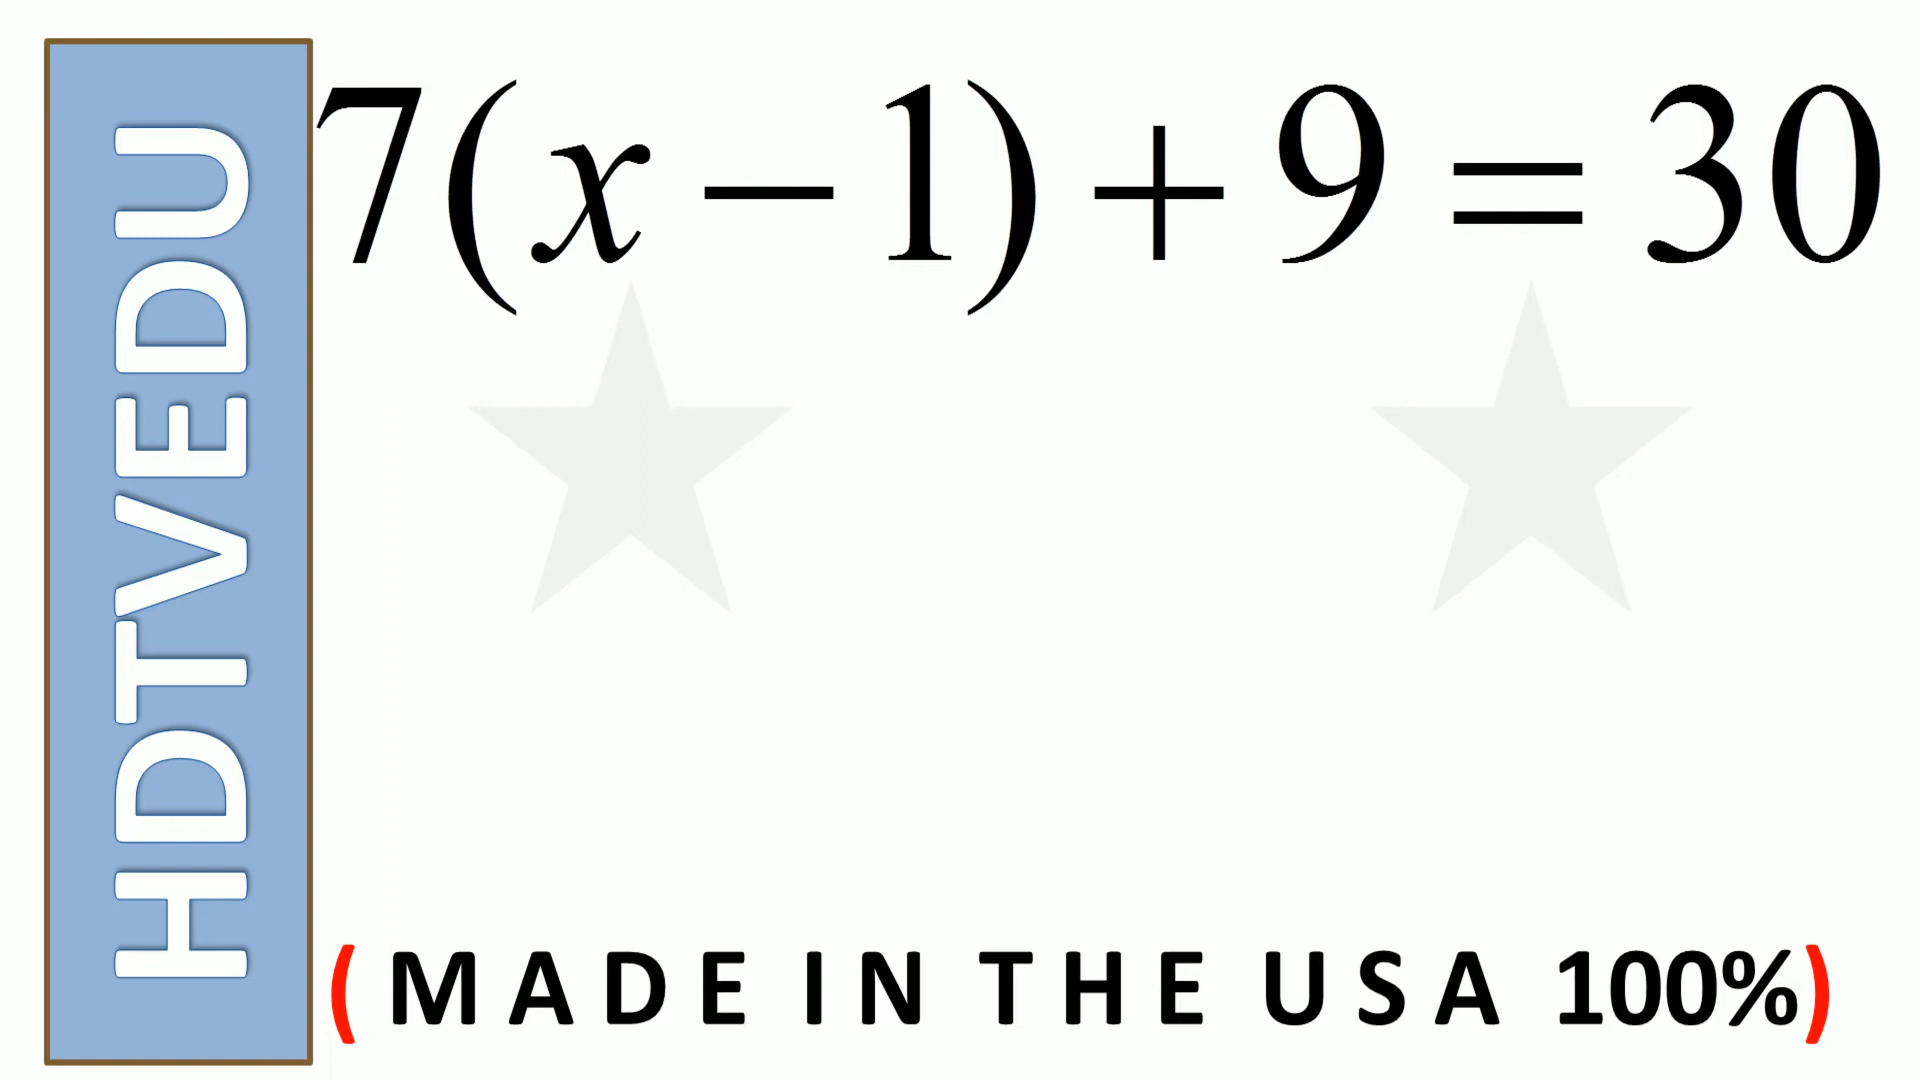 HDTVEDU
7(x − 1) + 9 = 30
( MADE IN THE USA 100%)